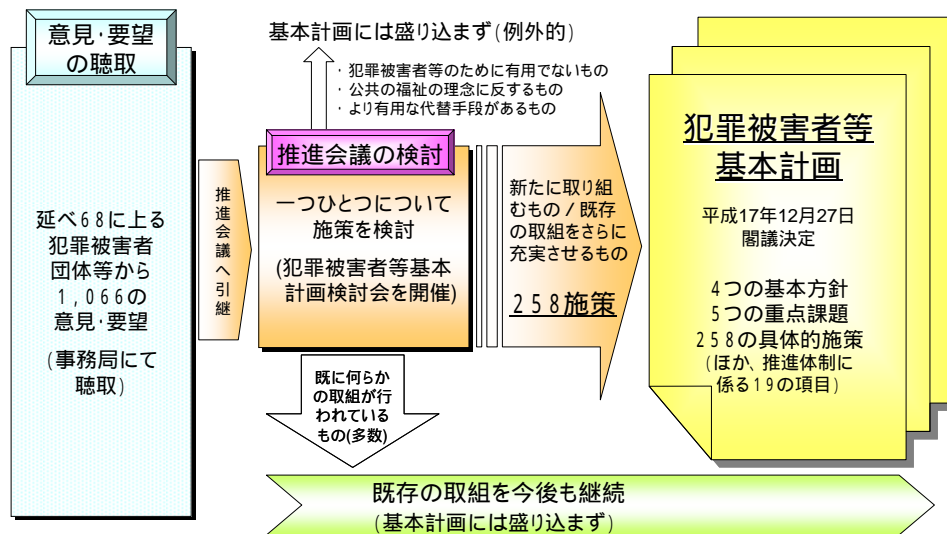 意見・要望
の聴取
延べ68に上る
犯罪被害者
団体等から
1,066の
意見・要望
(事務局にて
聴取)
推進会議へ引継
基本計画には盛り込まず(例外的)
・犯罪被害者等のために有用でないもの
・公共の福祉の理念に反するもの
・より有用な代替手段があるもの
推進会議の検討
一つひとつについて
施策を検討
(犯罪被害者等基本
計画検討会を開催)
新たに取り組
むもの/既存
の取組をさらに
充実させるもの
258施策
犯罪被害者等
基本計画
平成17年12月27日
閣議決定
4つの基本方針
5つの重点課題
258の具体的施策
(ほか、推進体制に
係る19の項目)
既に何らか
の取組が行
われている
もの(多数)
既存の取組を今後も継続
(基本計画には盛り込まず)